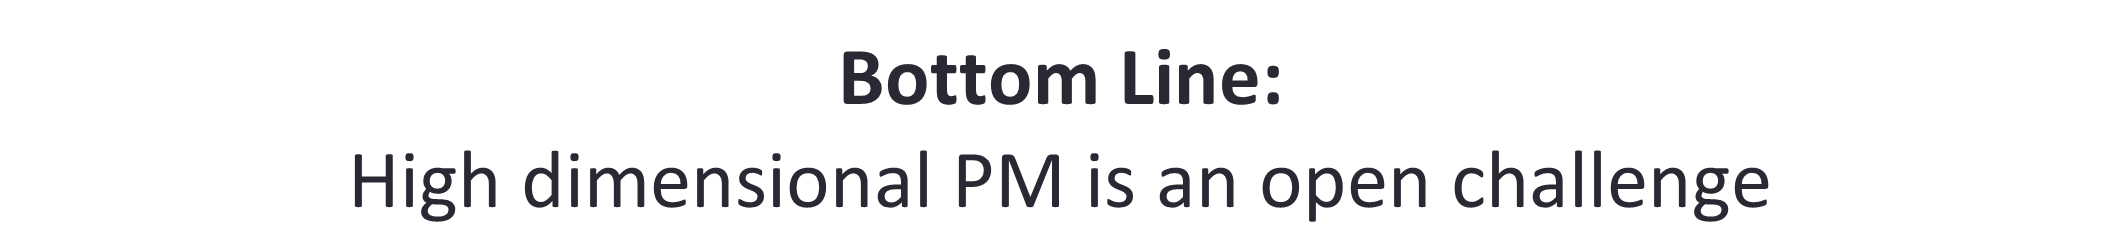 Bottom Line:
High dimensional PM is an open challenge